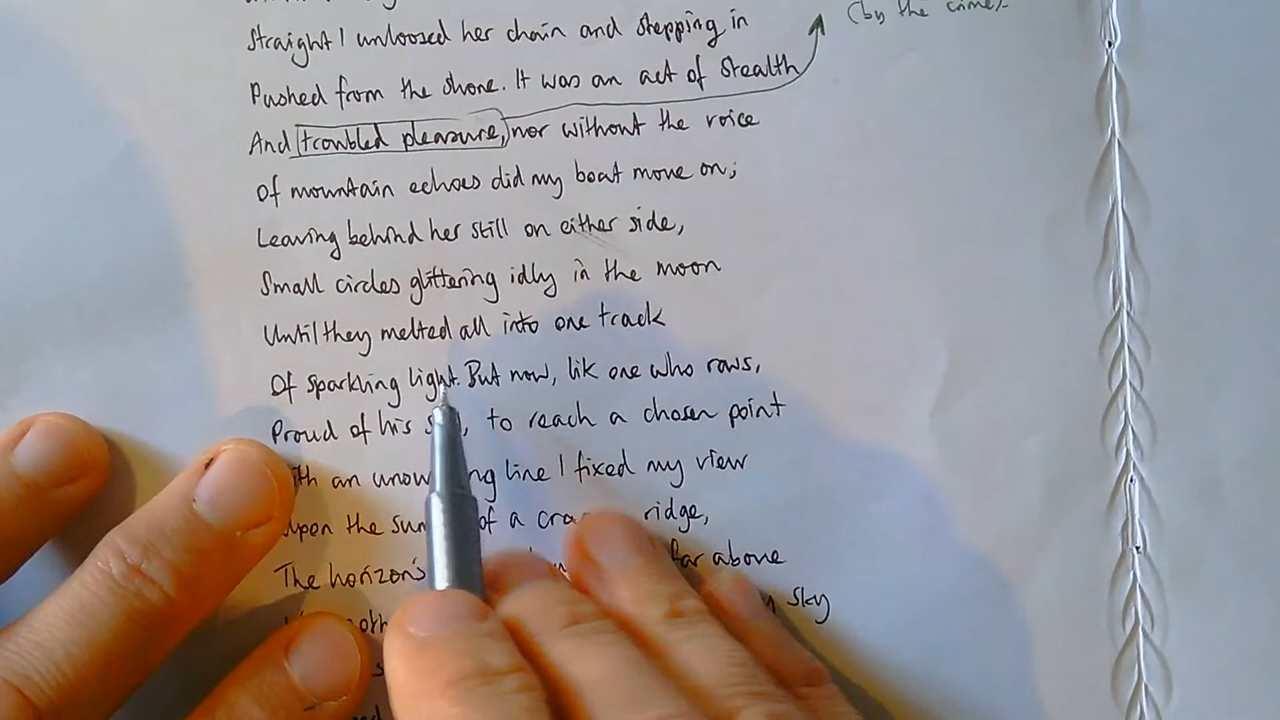 (by the crime)
Straight I unloosed her chain and stepping in
Pushed from the shore. It was an act of stealth
And troubled pleasure, nor without the voice
Of mountain echoes did my boat move on;
Leaving behind her still on either side,
Small circles glittering idly in the moon
Until they melted all into one track
Of sparkling light. But now, lik one who rows,
Proud of his to reach a chosen point
an line I fixed my view
upon the of a ridge,
The horizon's far above
sky